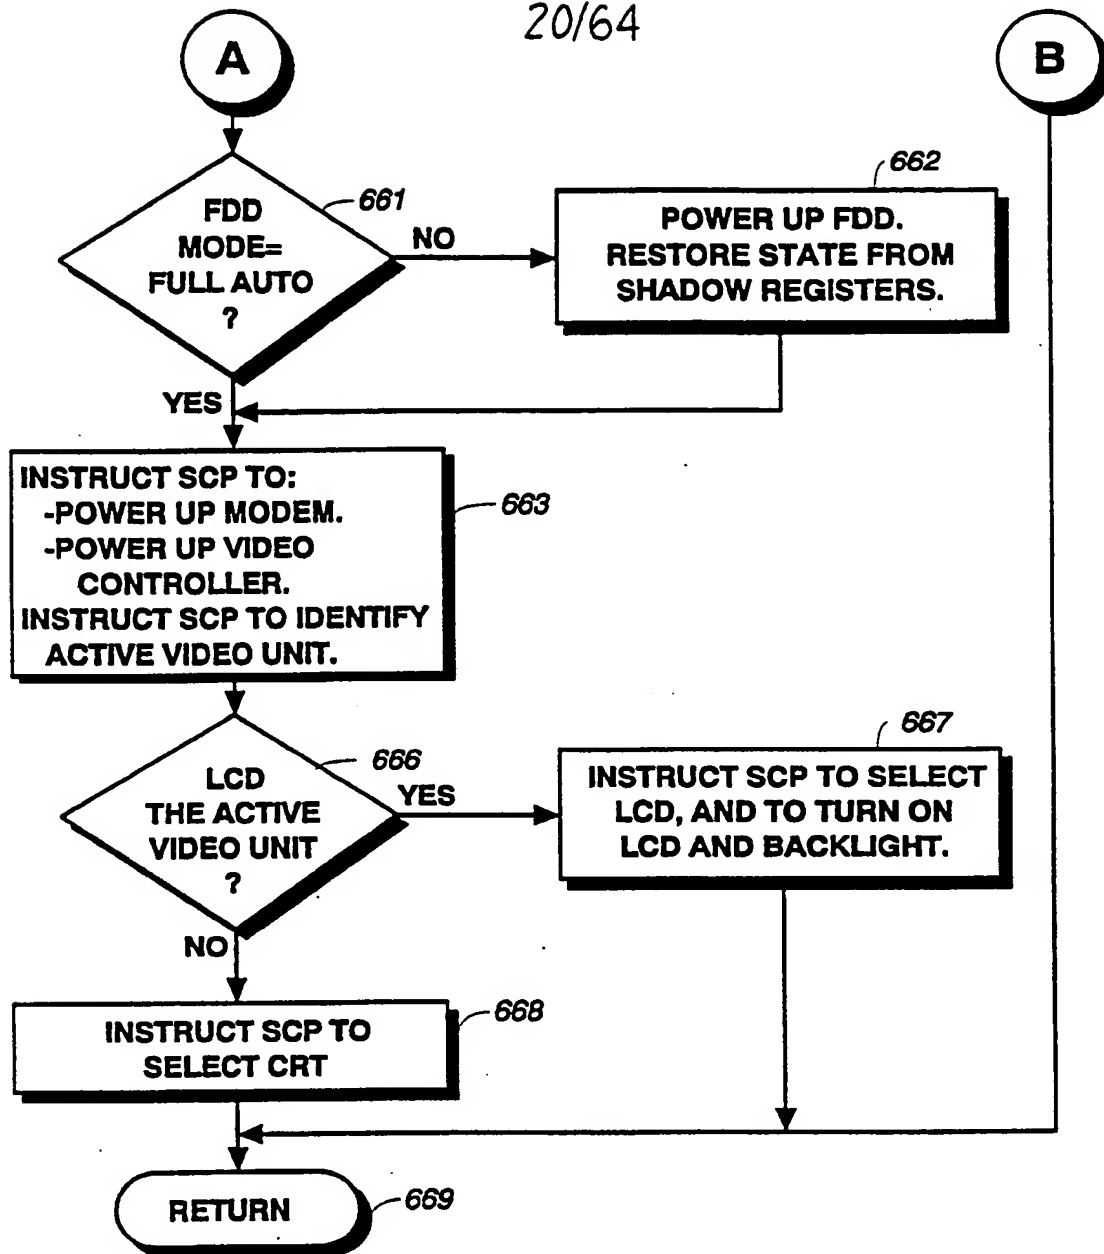 20/64
A
B
661
FDD
MODE=
FULL AUTO
?
NO
662
POWER UP FDD.
RESTORE STATE FROM
SHADOW REGISTERS.
YES
INSTRUCT SCP TO:
-POWER UP MODEM.
-POWER UP VIDEO
CONTROLLER.
INSTRUCT SCP TO IDENTIFY
ACTIVE VIDEO UNIT.
663
666
LCD
THE ACTIVE
VIDEO UNIT
?
YES
667
INSTRUCT SCP TO SELECT
LCD, AND TO TURN ON
LCD AND BACKLIGHT.
NO
INSTRUCT SCP TO
SELECT CRT
668
RETURN
669